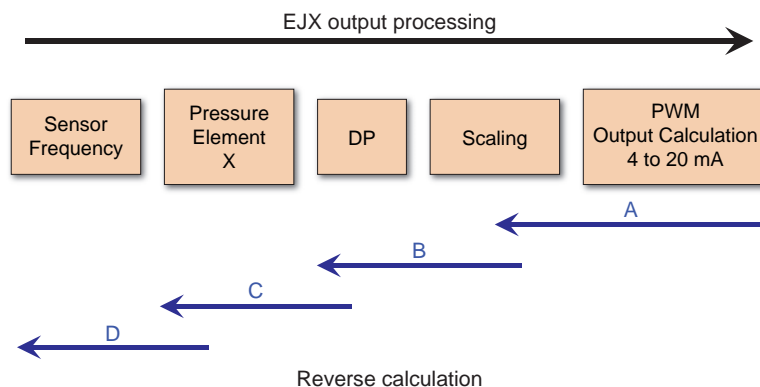 EJX output processing
Sensor
Frequency
Pressure
Element
X
DP
Scaling
PWM
Output Calculation
4 to 20 mA
A
B
C
D
Reverse calculation